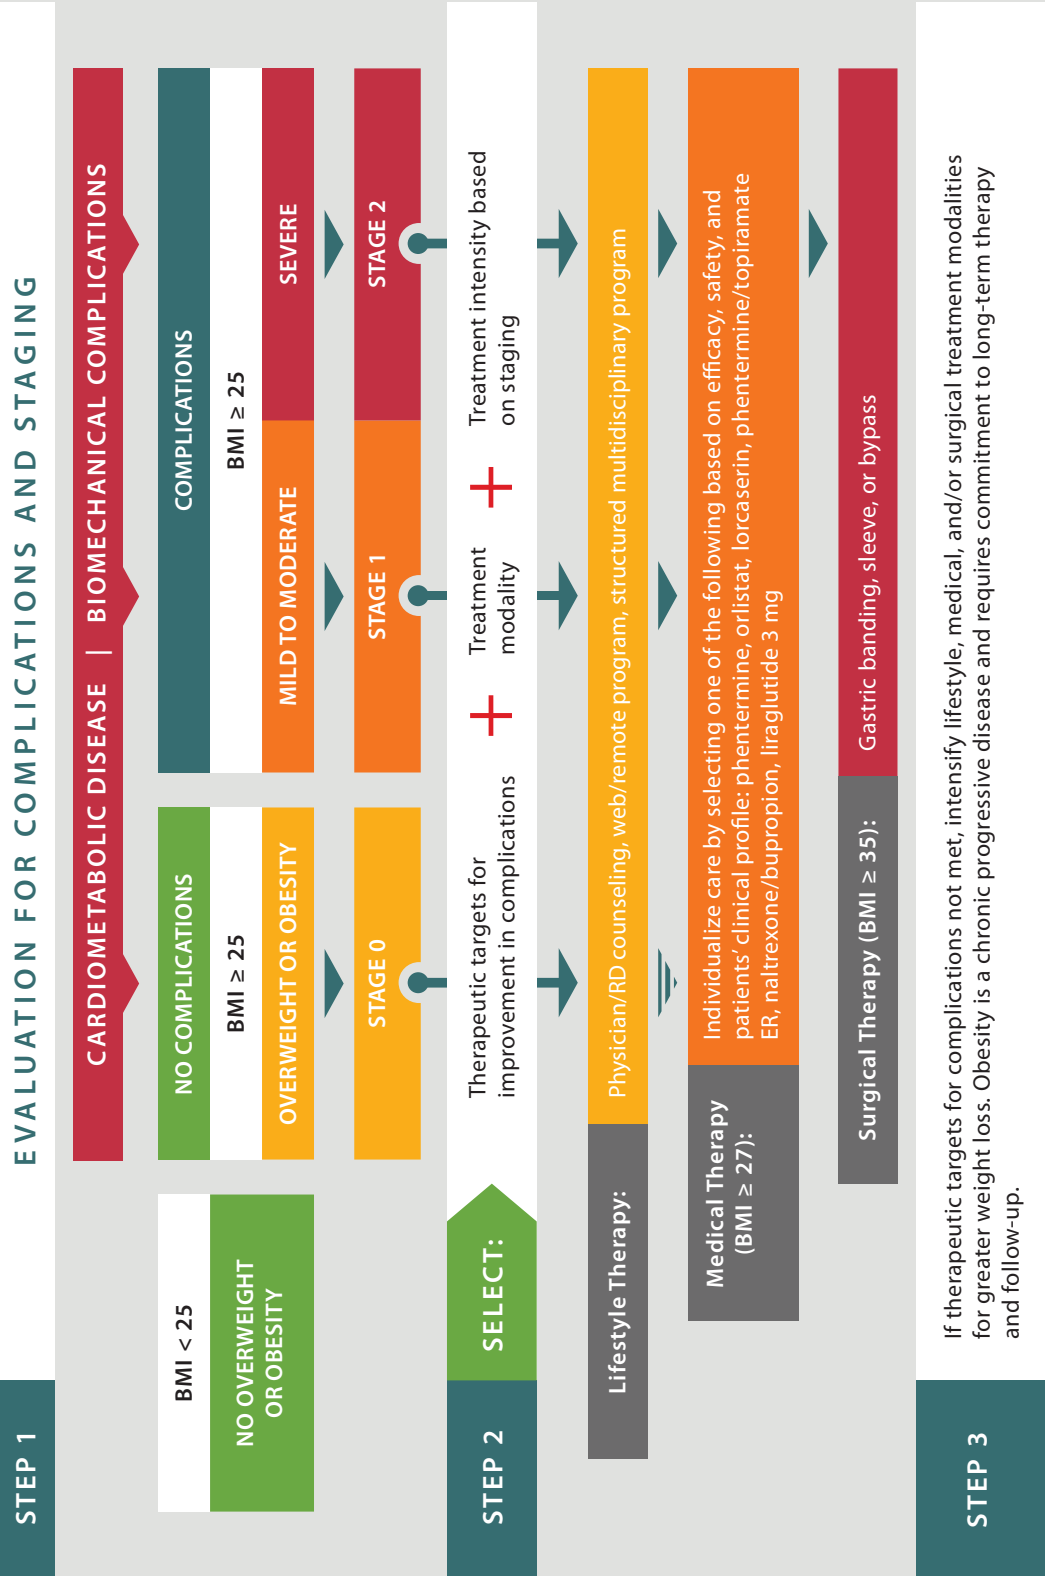 STEP 1
EVALUATION FOR COMPLICATIONS AND STAGING
CARDIOMETABOLIC DISEASE | BIOMECHANICAL COMPLICATIONS
BMI < 25
NO OVERWEIGHT
OR OBESITY
NO COMPLICATIONS
BMI ≥ 25
OVERWEIGHT OR OBESITY
STAGE 0
COMPLICATIONS
BMI ≥ 25
MILD TO MODERATE
SEVERE
STAGE 1
STAGE 2
STEP 2
SELECT:
Therapeutic targets for
improvement in complications
+
Treatment
modality
+
Treatment intensity based
on staging
Lifestyle Therapy:
Physician/RD counseling, web/remote program, structured multidisciplinary program
Medical Therapy
(BMI ≥ 27):
Individualize care by selecting one of the following based on efficacy, safety, and
patients’ clinical profile: phentermine, orlistat, lorcaserin, phentermine/topiramate
ER, naltrexone/bupropion, liraglutide 3 mg
Surgical Therapy (BMI ≥ 35):
Gastric banding, sleeve, or bypass
STEP 3
If therapeutic targets for complications not met, intensify lifestyle, medical, and/or surgical treatment modalities
for greater weight loss. Obesity is a chronic progressive disease and requires commitment to long-term therapy
and follow-up.